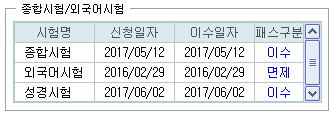 종합시험/외국어시험
시험명 신청일자 이수일자 패스구분
종합시험 2017/05/12 2017/05/12 이수
외국어시험 2016/02/29 2016/02/29 면제
성경시험 2017/06/02 2017/06/02 이수